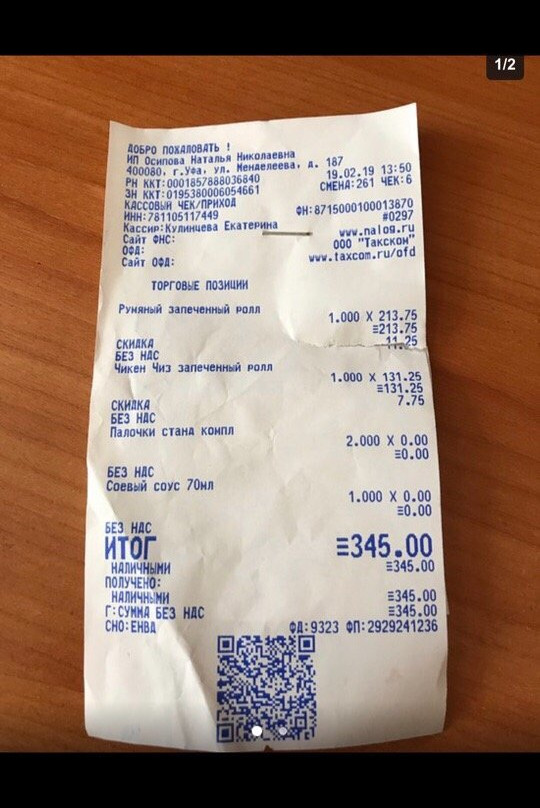 1/2
ДОБРО ПОЖАЛОВАТЬ !
ИП Осипова Наталья Николаевна
400080, г.Уфа, ул. Менделеева, д. 187
РН ККТ:0001857888036840 19.02.19 13:50
ЗН ККТ:0195380006054661 СМЕНА:261 ЧЕК:6
КАССОВЫЙ ЧЕК/ПРИХОД
ИНН:781105117449 ФН:8715000100013870
Кассир:Кулинцева Екатерина #0297
Сайт ФНС: www.nalog.ru
ОФД: ООО "Такском"
Сайт ОФД: www.taxcom.ru/ofd
ТОРГОВЫЕ ПОЗИЦИИ
Румяный запеченный ролл
1.000 X 213.75
≡213.75
СКИДКА 11.25
БЕЗ НДС
Чикен Чиз запеченный ролл
1.000 X 131.25
≡131.25
СКИДКА 7.75
БЕЗ НДС
Палочки станд компл
2.000 X 0.00
≡0.00
БЕЗ НДС
Соевый соус 70мл
1.000 X 0.00
≡0.00
БЕЗ НДС
ИТОГ ≡345.00
НАЛИЧНЫМИ ≡345.00
ПОЛУЧЕНО:
НАЛИЧНЫМИ ≡345.00
Г:СУММА БЕЗ НДС ≡345.00
СНО:ЕНВД ФД:9323 ФП:2929241236